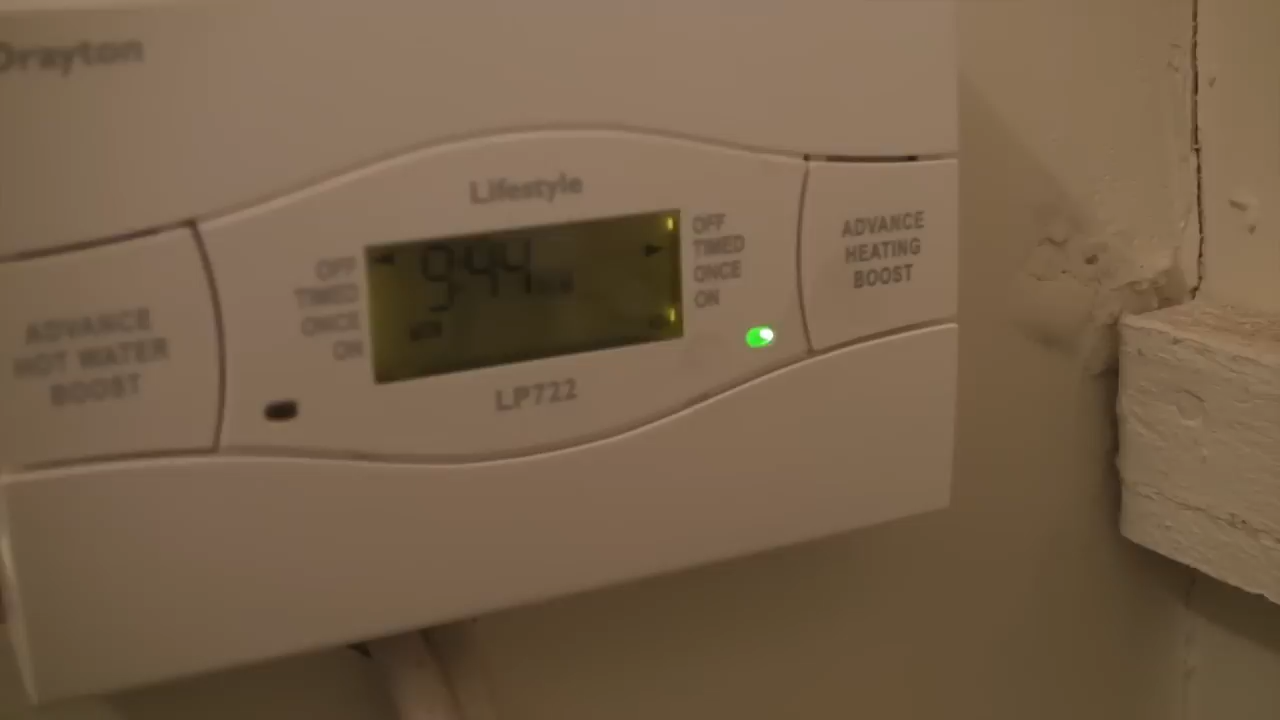 Drayton
Lifestyle
ADVANCE
HOT WATER
BOOST
OFF
TIMED
ONCE
ON
9:44
OFF
TIMED
ONCE
ON
ADVANCE
HEATING
BOOST
LP722